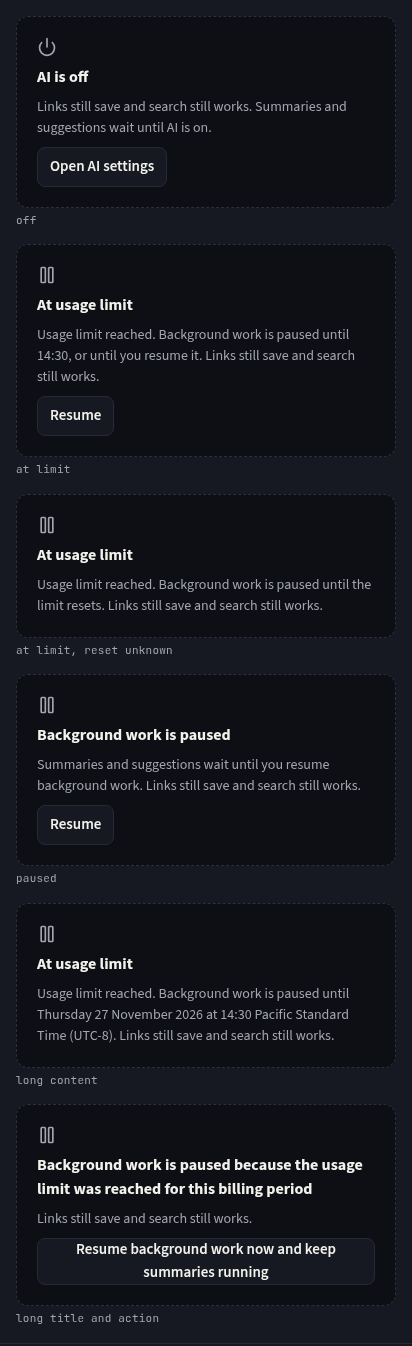 AI is off
Links still save and search still works. Summaries and
suggestions wait until AI is on.
Open AI settings
off
At usage limit
Usage limit reached. Background work is paused until
14:30, or until you resume it. Links still save and search
still works.
Resume
at limit
At usage limit
Usage limit reached. Background work is paused until the
limit resets. Links still save and search still works.
at limit, reset unknown
Background work is paused
Summaries and suggestions wait until you resume
background work. Links still save and search still works.
Resume
paused
At usage limit
Usage limit reached. Background work is paused until
Thursday 27 November 2026 at 14:30 Pacific Standard
Time (UTC-8). Links still save and search still works.
long content
Background work is paused because the usage
limit was reached for this billing period
Links still save and search still works.
Resume background work now and keep
summaries running
long title and action